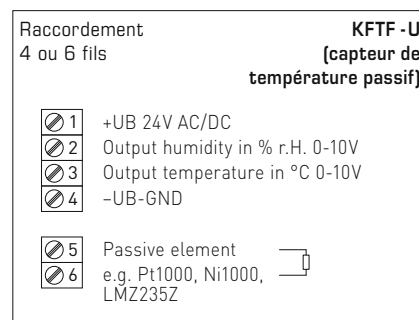 Raccordement
4 ou 6 fils
KFTF - U
(capteur de
température passif)
1 +UB 24V AC/DC
2 Output humidity in % r.H. 0-10V
3 Output temperature in °C 0-10V
4 –UB-GND
5 Passive element
6 e.g. Pt1000, Ni1000,
LMZ235Z